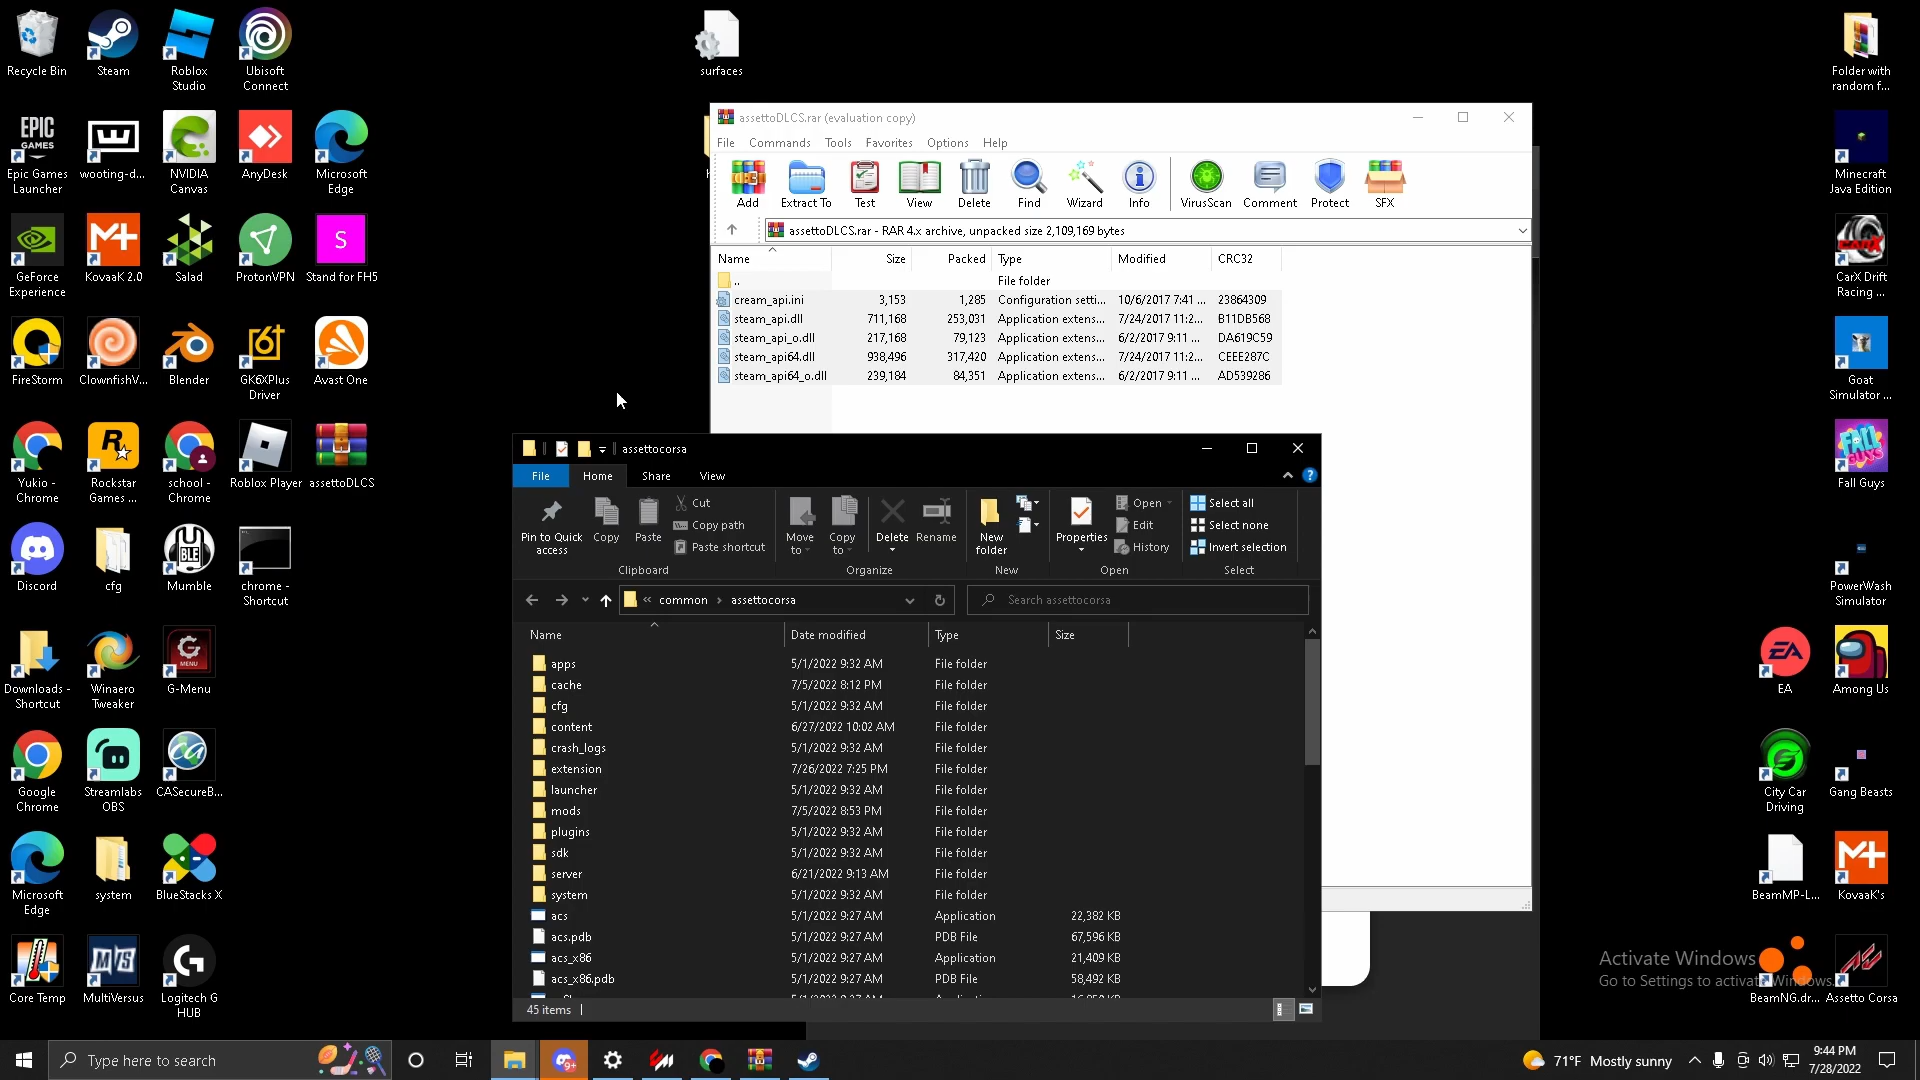 Recycle Bin
Steam
Roblox Studio
Ubisoft Connect
surfaces
Folder with random f...
Epic Games Launcher
wooting-d...
NVIDIA Canvas
AnyDesk
Microsoft Edge
Minecraft Java Edition
GeForce Experience
KovaaK 2.0
Salad
ProtonVPN
Stand for FH5
CarX Drift Racing ...
FireStorm
ClownfishV...
Blender
GK6XPlus Driver
Avast One
Goat Simulator ...
Yukio - Chrome
Rockstar Games ...
school - Chrome
Roblox Player
assettoDLCS
Fall Guys
Discord
cfg
Mumble
chrome - Shortcut
PowerWash Simulator
Downloads - Shortcut
Winaero Tweaker
G-Menu
EA
Among Us
Google Chrome
Streamlabs OBS
CASecureB...
City Car Driving
Gang Beasts
Microsoft Edge
system
BlueStacks X
BeamMP-L...
KovaaK's
Core Temp
MultiVersus
Logitech G HUB
BeamNG.dr...
Assetto Corsa
assettoDLCS.rar (evaluation copy)
File Commands Tools Favorites Options Help
Add Extract To Test View Delete Find Wizard Info VirusScan Comment Protect SFX
assettoDLCS.rar - RAR 4.x archive, unpacked size 2,109,169 bytes
Name Size Packed Type Modified CRC32
.. File folder
cream_api.ini 3,153 1,285 Configuration setti... 10/6/2017 7:41 ... 23864309
steam_api.dll 711,168 253,031 Application extens... 7/24/2017 11:2... B11DB568
steam_api_o.dll 217,168 79,123 Application extens... 6/2/2017 9:11 ... DA619C59
steam_api64.dll 938,496 317,420 Application extens... 7/24/2017 11:2... CEEE287C
steam_api64_o.dll 239,184 84,351 Application extens... 6/2/2017 9:11 ... AD539286
assettocorsa
File Home Share View
Pin to Quick access Copy Paste Cut
Copy path
Paste shortcut
Move to Copy to Delete Rename New folder Properties Open
Edit
History
Select all
Select none
Invert selection
Clipboard Organize New Open Select
« common › assettocorsa
Search assettocorsa
Name Date modified Type Size
apps 5/1/2022 9:32 AM File folder
cache 7/5/2022 8:12 PM File folder
cfg 5/1/2022 9:32 AM File folder
content 6/27/2022 10:02 AM File folder
crash_logs 5/1/2022 9:32 AM File folder
extension 7/26/2022 7:25 PM File folder
launcher 5/1/2022 9:32 AM File folder
mods 7/5/2022 8:53 PM File folder
plugins 5/1/2022 9:32 AM File folder
sdk 5/1/2022 9:32 AM File folder
server 6/21/2022 9:13 AM File folder
system 5/1/2022 9:32 AM File folder
acs 5/1/2022 9:27 AM Application 22,382 KB
acs.pdb 5/1/2022 9:27 AM PDB File 67,596 KB
acs_x86 5/1/2022 9:27 AM Application 21,409 KB
acs_x86.pdb 5/1/2022 9:27 AM PDB File 58,492 KB
45 items
Activate Windows
Go to Settings to activate Windows.
Type here to search
9+
71°F Mostly sunny
9:44 PM
7/28/2022